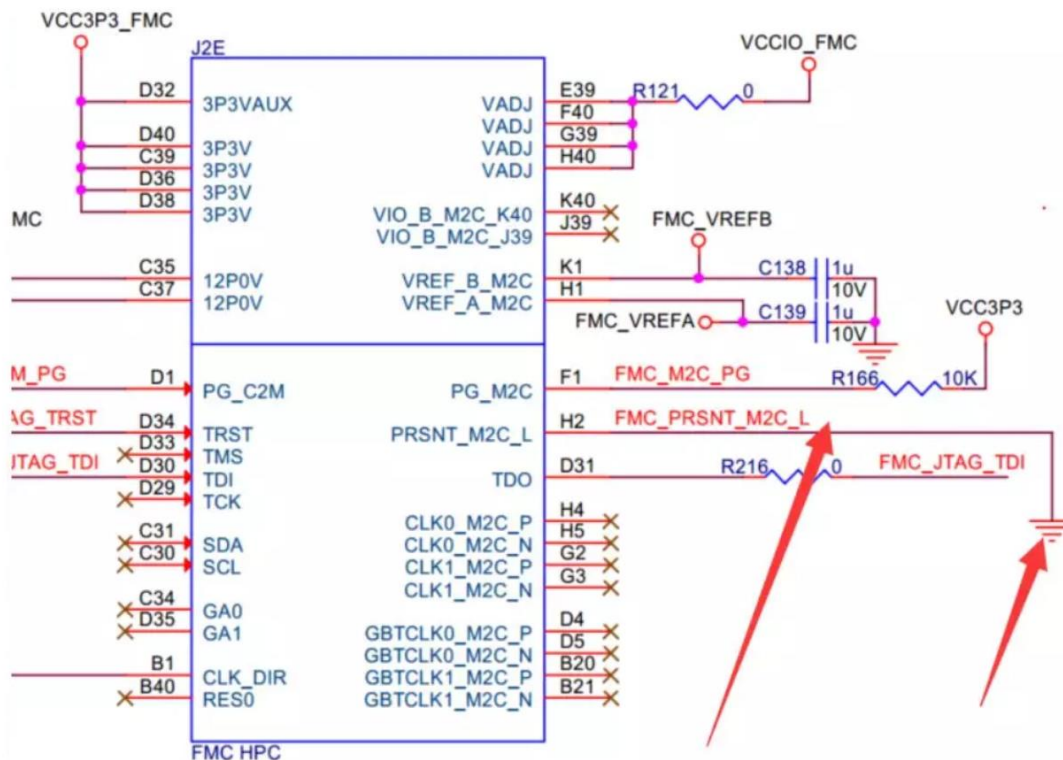 VCC3P3_FMC
J2E
VCCIO_FMC
D32 3P3VAUX VADJ E39 R121 0
VADJ F40
D40 3P3V VADJ G39
C39 3P3V VADJ H40
D36 3P3V
D38 3P3V VIO_B_M2C_K40 K40
MC VIO_B_M2C_J39 J39 FMC_VREFB
C35 12P0V VREF_B_M2C K1 C138 1u 10V
C37 12P0V VREF_A_M2C H1
FMC_VREFA C139 1u 10V VCC3P3
M_PG D1 PG_C2M PG_M2C F1 FMC_M2C_PG R166 10K
AG_TRST D34 TRST PRSNT_M2C_L H2 FMC_PRSNT_M2C_L
D33 TMS
JTAG_TDI D30 TDI TDO D31 R216 0 FMC_JTAG_TDI
D29 TCK
CLK0_M2C_P H4
C31 SDA CLK0_M2C_N H5
C30 SCL CLK1_M2C_P G2
CLK1_M2C_N G3
C34 GA0
D35 GA1 GBTCLK0_M2C_P D4
GBTCLK0_M2C_N D5
B1 CLK_DIR GBTCLK1_M2C_P B20
B40 RES0 GBTCLK1_M2C_N B21
FMC HPC